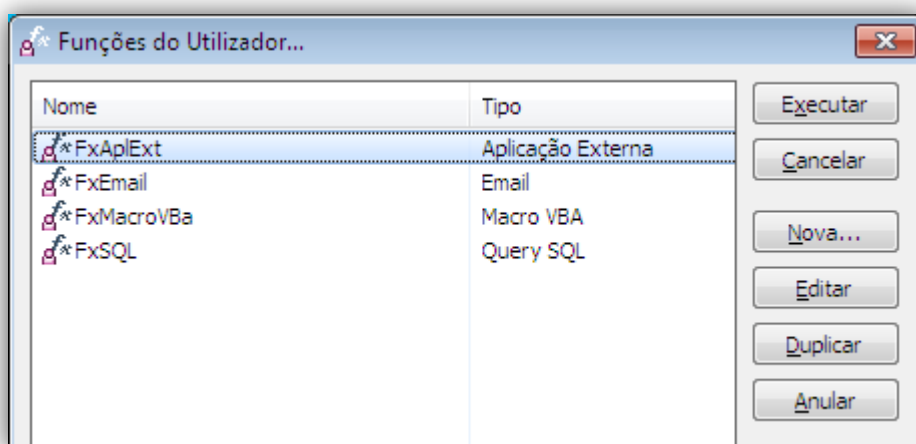 Funções do Utilizador...
Nome Tipo
FxAplExt Aplicação Externa
FxEmail Email
FxMacroVBa Macro VBA
FxSQL Query SQL
Executar
Cancelar
Nova...
Editar
Duplicar
Anular